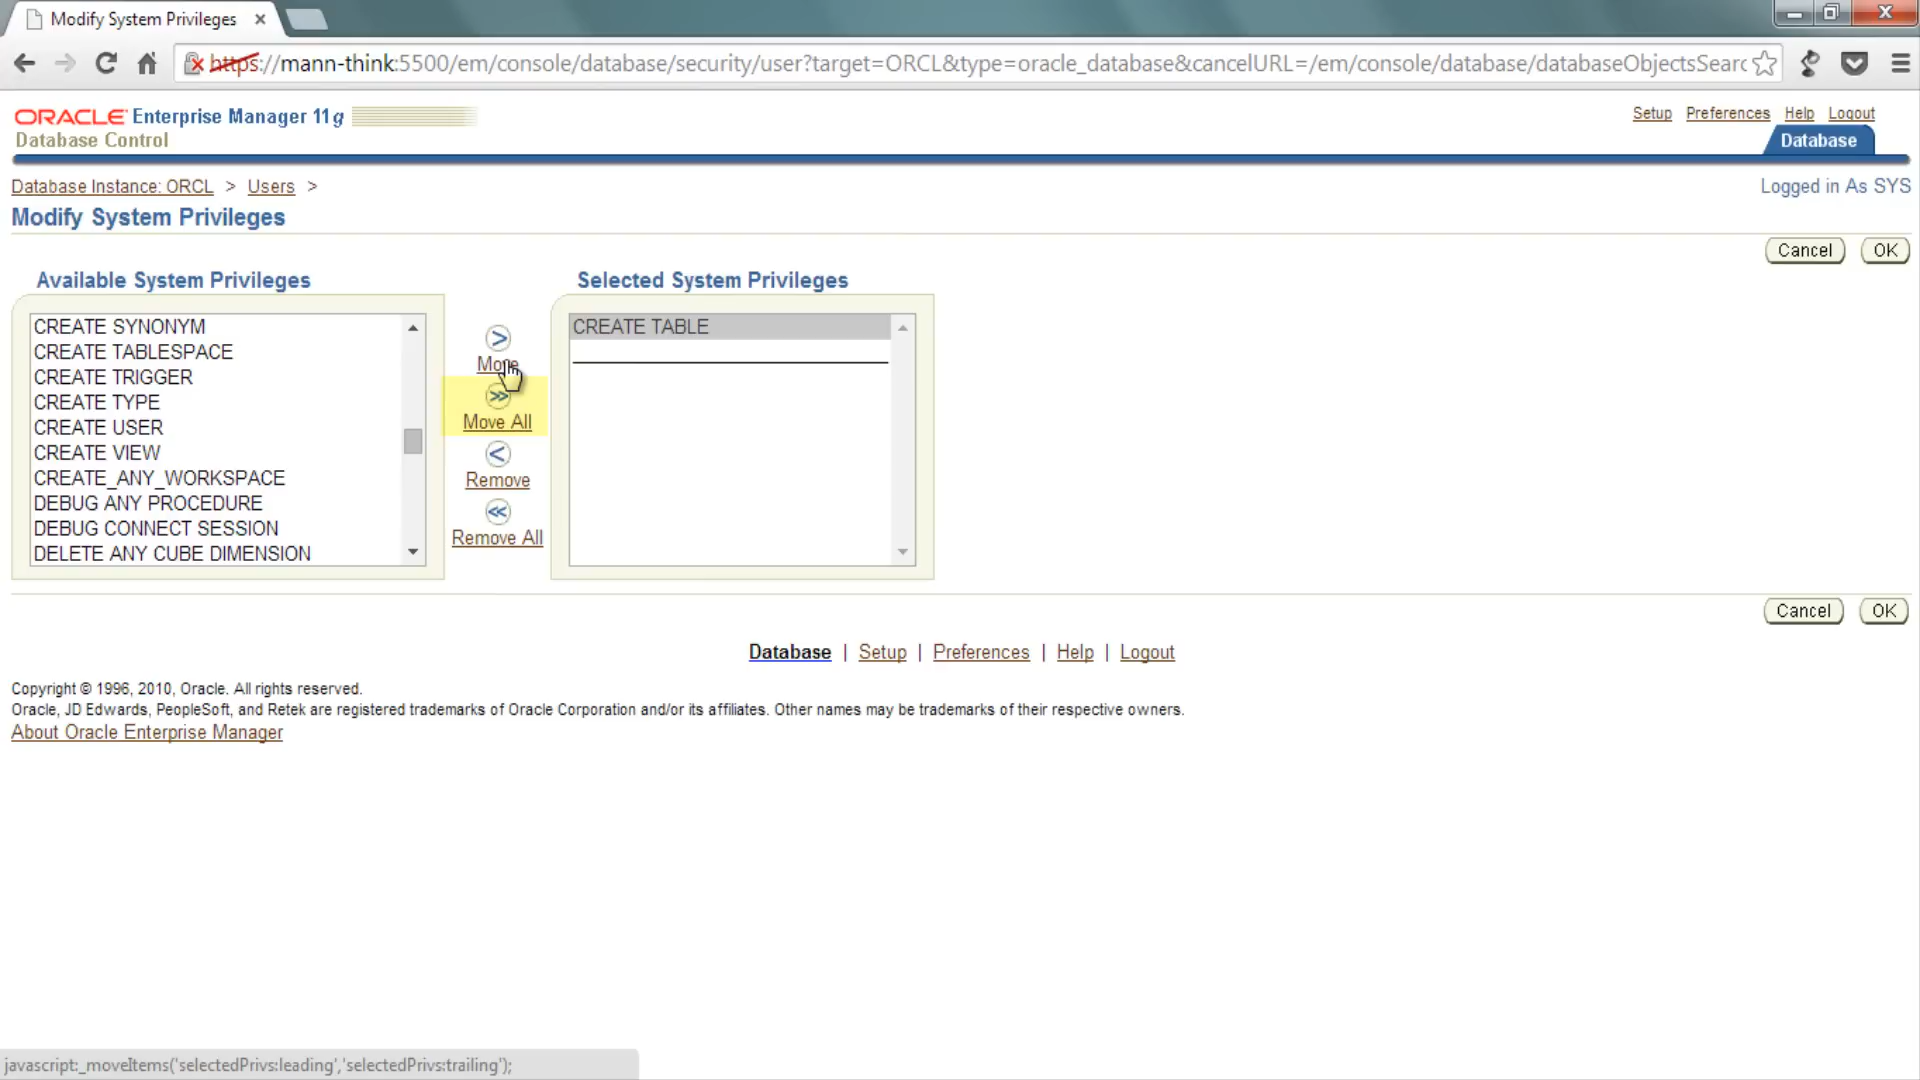 Modify System Privileges
https://mann-think:5500/em/console/database/security/user?target=ORCL&type=oracle_database&cancelURL=/em/console/database/databaseObjectsSearc
ORACLE Enterprise Manager 11g
Database Control
Setup Preferences Help Logout
Database
Database Instance: ORCL > Users >
Logged in As SYS
Modify System Privileges
Cancel OK
Available System Privileges
CREATE SYNONYM
CREATE TABLESPACE
CREATE TRIGGER
CREATE TYPE
CREATE USER
CREATE VIEW
CREATE_ANY_WORKSPACE
DEBUG ANY PROCEDURE
DEBUG CONNECT SESSION
DELETE ANY CUBE DIMENSION
Move
Move All
Remove
Remove All
Selected System Privileges
CREATE TABLE
Cancel OK
Database | Setup | Preferences | Help | Logout
Copyright © 1996, 2010, Oracle. All rights reserved.
Oracle, JD Edwards, PeopleSoft, and Retek are registered trademarks of Oracle Corporation and/or its affiliates. Other names may be trademarks of their respective owners.
About Oracle Enterprise Manager
javascript:_moveItems('selectedPrivs:leading','selectedPrivs:trailing');